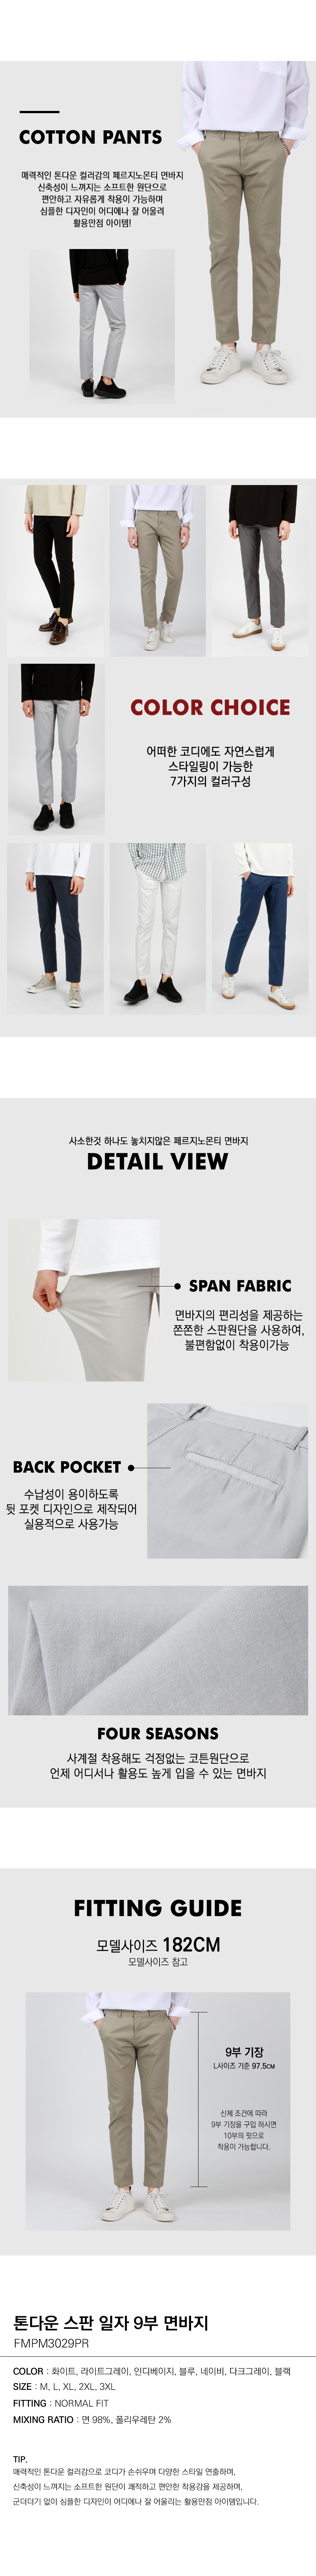 COTTON PANTS
매력적인 톤다운 컬러감의 페르지노몬티 면바지
신축성이 느껴지는 소프트한 원단으로
편안하고 자유롭게 착용이 가능하며
심플한 디자인이 어디에나 잘 어울려
활용만점 아이템!
COLOR CHOICE
어떠한 코디에도 자연스럽게
스타일링이 가능한
7가지의 컬러구성
사소한것 하나도 놓치지않은 페르지노몬티 면바지
DETAIL VIEW
SPAN FABRIC
면바지의 편리성을 제공하는
쫀쫀한 스판원단을 사용하여,
불편함없이 착용이가능
BACK POCKET
수납성이 용이하도록
뒷 포켓 디자인으로 제작되어
실용적으로 사용가능
FOUR SEASONS
사계절 착용해도 걱정없는 코튼원단으로
언제 어디서나 활용도 높게 입을 수 있는 면바지
FITTING GUIDE
모델사이즈 182CM
모델사이즈 참고
9부 기장
L사이즈 기준 97.5CM
신체 조건에 따라
9부 기장을 구입 하시면
10부의 핏으로
착용이 가능합니다.
톤다운 스판 일자 9부 면바지
FMPM3029PR
COLOR : 화이트, 라이트그레이, 인디베이지, 블루, 네이비, 다크그레이, 블랙
SIZE : M, L, XL, 2XL, 3XL
FITTING : NORMAL FIT
MIXING RATIO : 면 98%, 폴리우레탄 2%
TIP.
매력적인 톤다운 컬러감으로 코디가 손쉬우며 다양한 스타일 연출하며,
신축성이 느껴지는 소프트한 원단이 쾌적하고 편안한 착용감을 제공하며,
군더더기 없이 심플한 디자인이 어디에나 잘 어울리는 활용만점 아이템입니다.